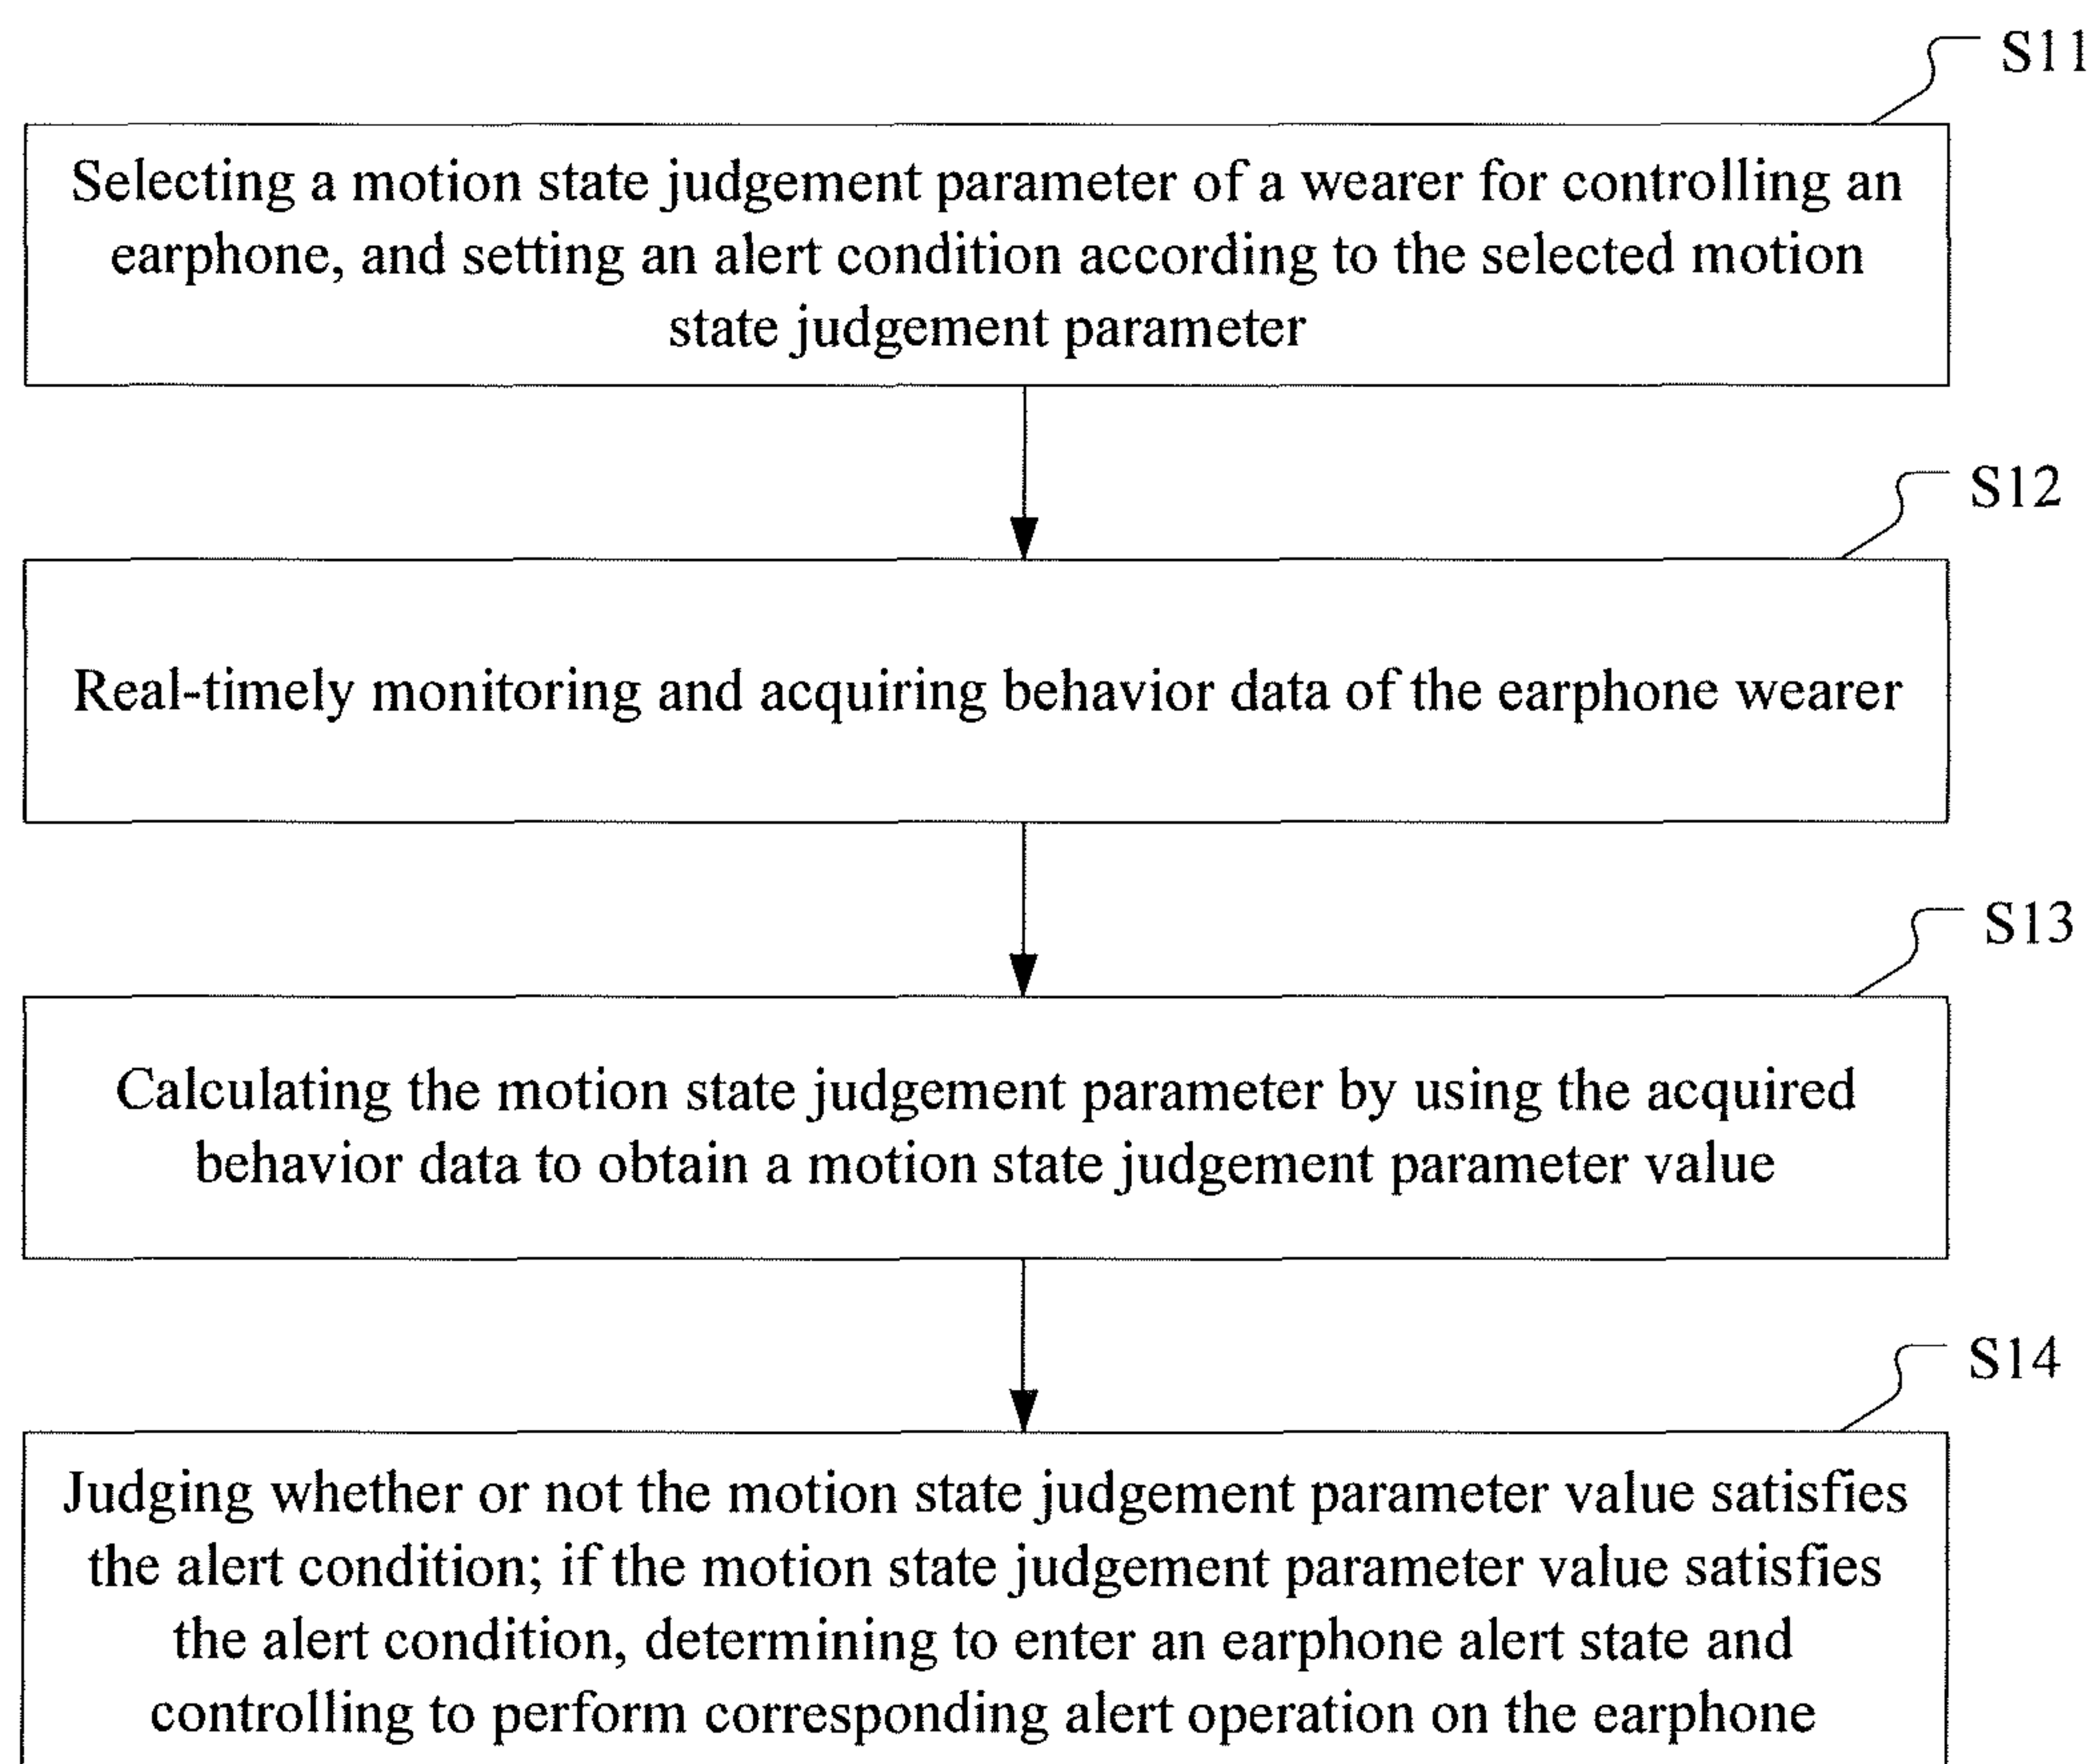 S11
Selecting a motion state judgement parameter of a wearer for controlling an
earphone, and setting an alert condition according to the selected motion
state judgement parameter
S12
Real-timely monitoring and acquiring behavior data of the earphone wearer
S13
Calculating the motion state judgement parameter by using the acquired
behavior data to obtain a motion state judgement parameter value
S14
Judging whether or not the motion state judgement parameter value satisfies
the alert condition; if the motion state judgement parameter value satisfies
the alert condition, determining to enter an earphone alert state and
controlling to perform corresponding alert operation on the earphone